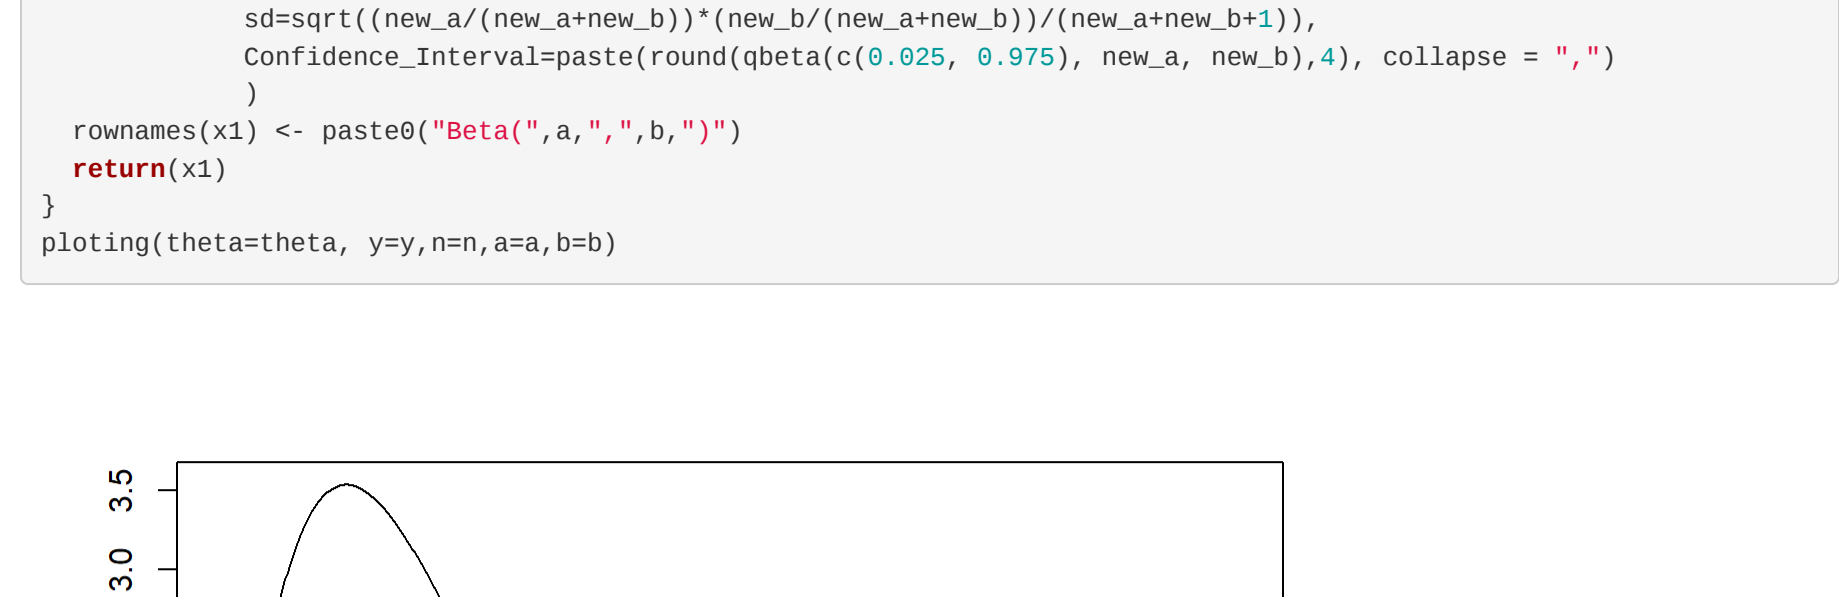 sd=sqrt((new_a/(new_a+new_b))*(new_b/(new_a+new_b))/(new_a+new_b+1)),
Confidence_Interval=paste(round(qbeta(c(0.025, 0.975), new_a, new_b),4), collapse = ",")
)
rownames(x1) <- paste0("Beta(",a,",",b,")")
return(x1)
}
ploting(theta=theta, y=y,n=n,a=a,b=b)
3.5
3.0